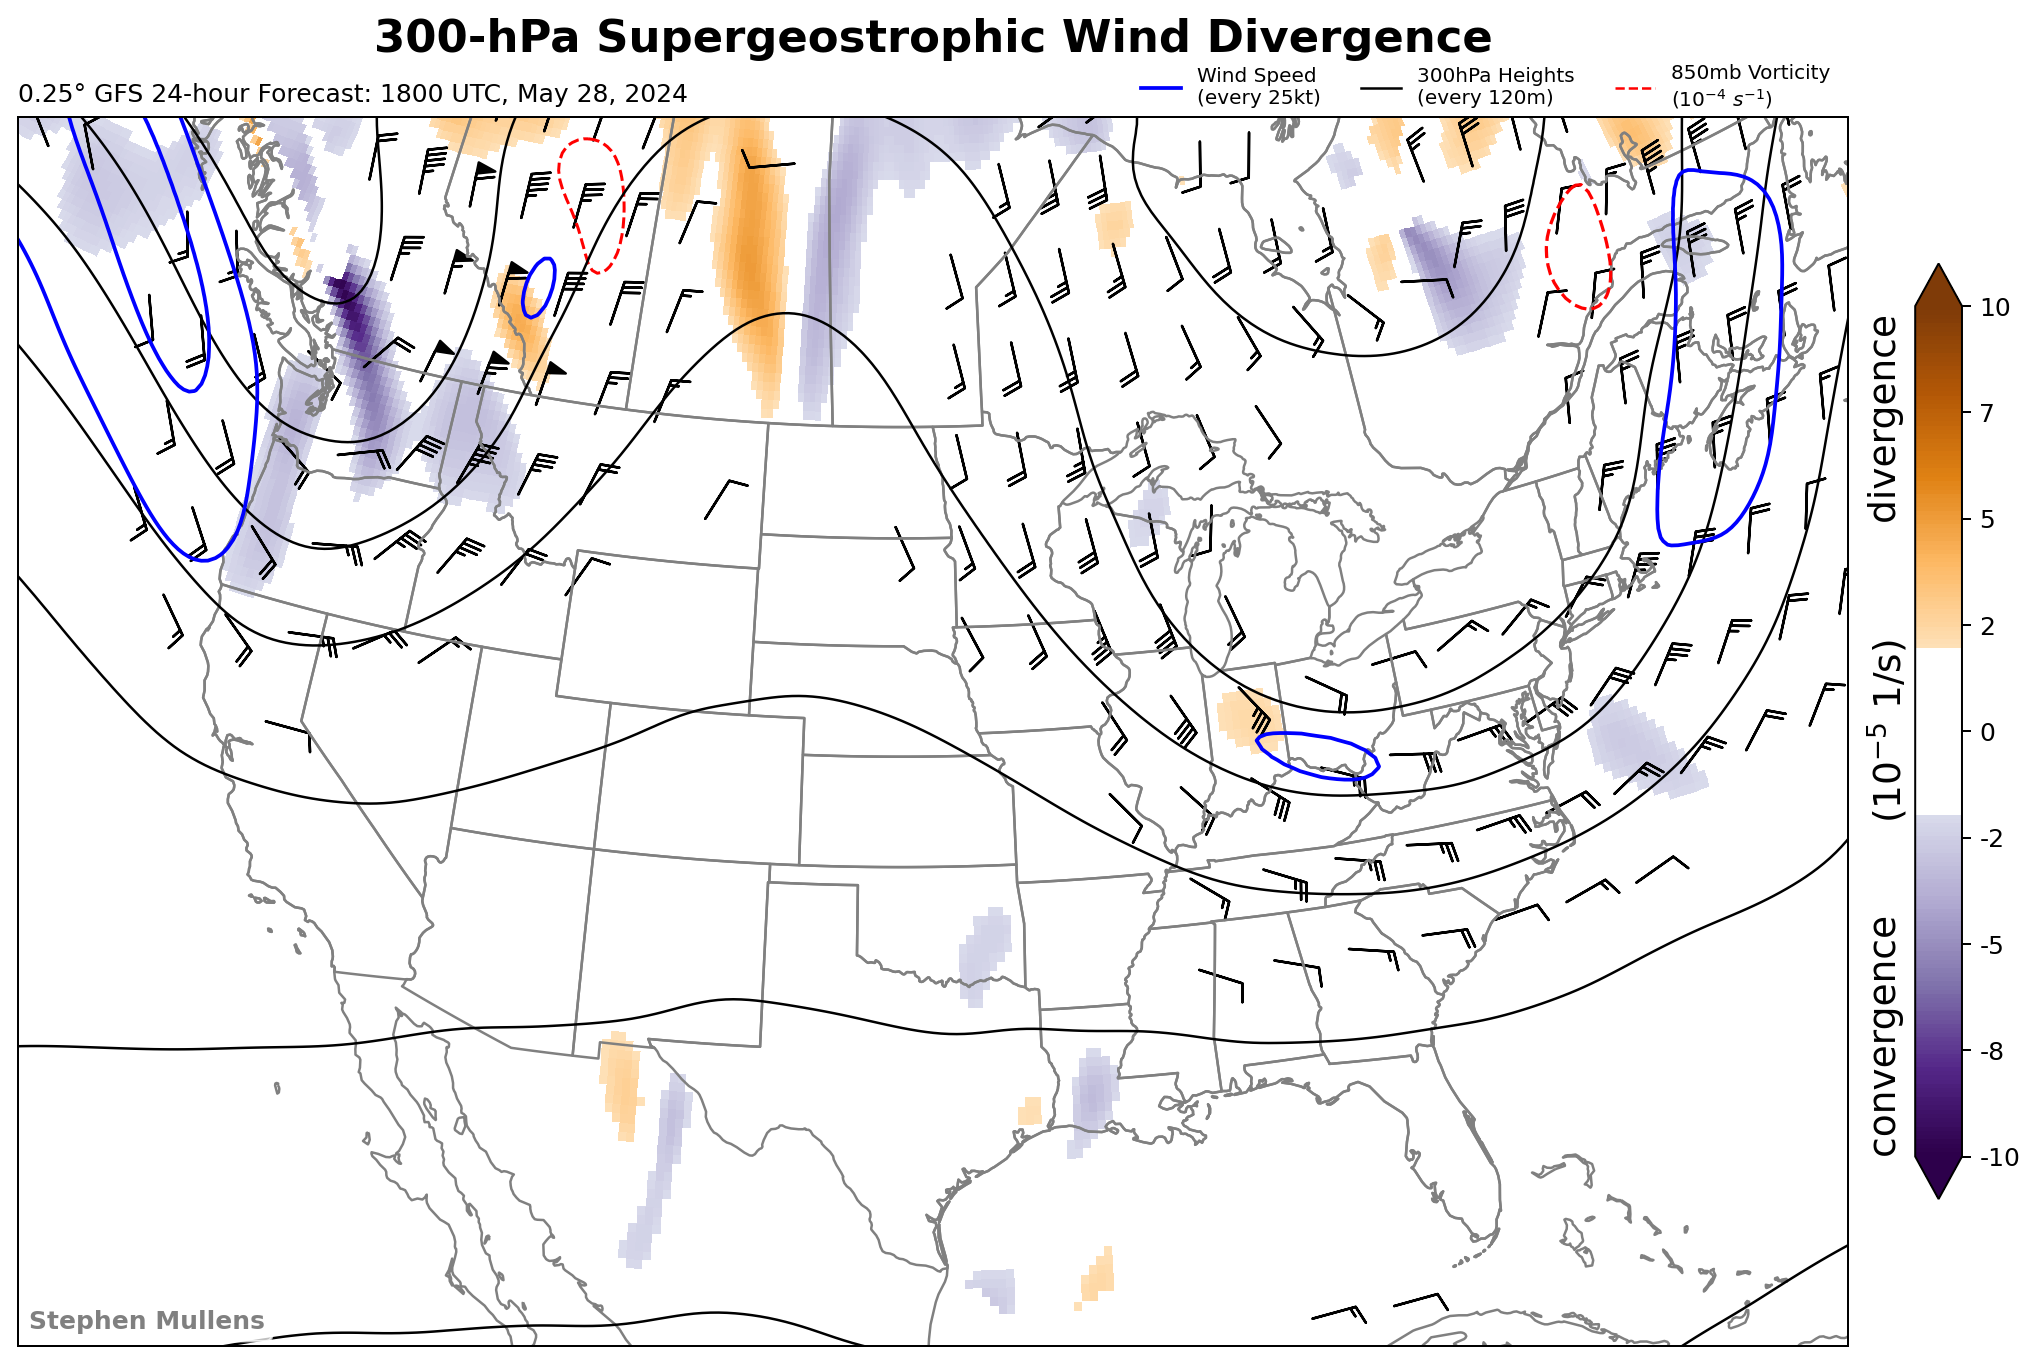 300-hPa Supergeostrophic Wind Divergence
0.25° GFS 24-hour Forecast: 1800 UTC, May 28, 2024
Wind Speed
(every 25kt)
300hPa Heights
(every 120m)
850mb Vorticity
(10⁻⁴ s⁻¹)
10
7
5
2
0
-2
-5
-8
-10
convergence (10⁻⁵ 1/s) divergence
Stephen Mullens